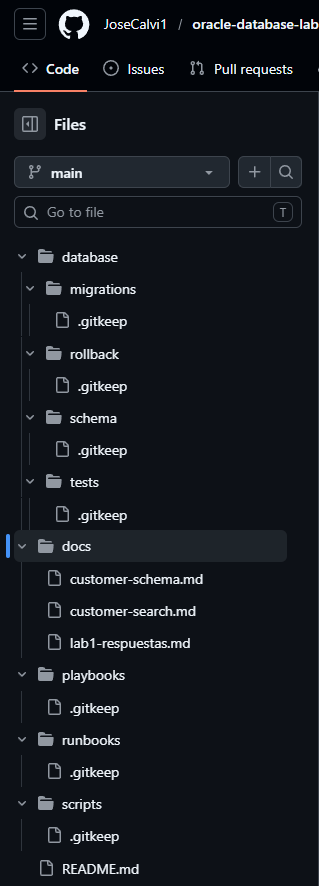 JoseCalvi1 / oracle-database-lab
Code Issues Pull requests
Files
main
Go to file T
database
migrations
.gitkeep
rollback
.gitkeep
schema
.gitkeep
tests
.gitkeep
docs
customer-schema.md
customer-search.md
lab1-respuestas.md
playbooks
.gitkeep
runbooks
.gitkeep
scripts
.gitkeep
README.md